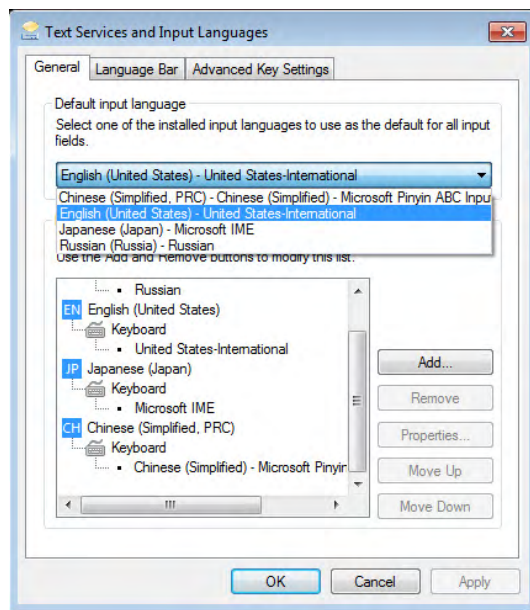 Text Services and Input Languages
General Language Bar Advanced Key Settings
Default input language
Select one of the installed input languages to use as the default for all input
fields.
English (United States) - United States-International
Chinese (Simplified, PRC) - Chinese (Simplified) - Microsoft Pinyin ABC Inpu
English (United States) - United States-International
Japanese (Japan) - Microsoft IME
Russian (Russia) - Russian
Use the Add and Remove buttons to modify this list.
Russian
EN English (United States)
Keyboard
United States-International
JP Japanese (Japan)
Keyboard
Microsoft IME
CH Chinese (Simplified, PRC)
Keyboard
Chinese (Simplified) - Microsoft Pinyin
Add...
Remove
Properties...
Move Up
Move Down
OK Cancel Apply